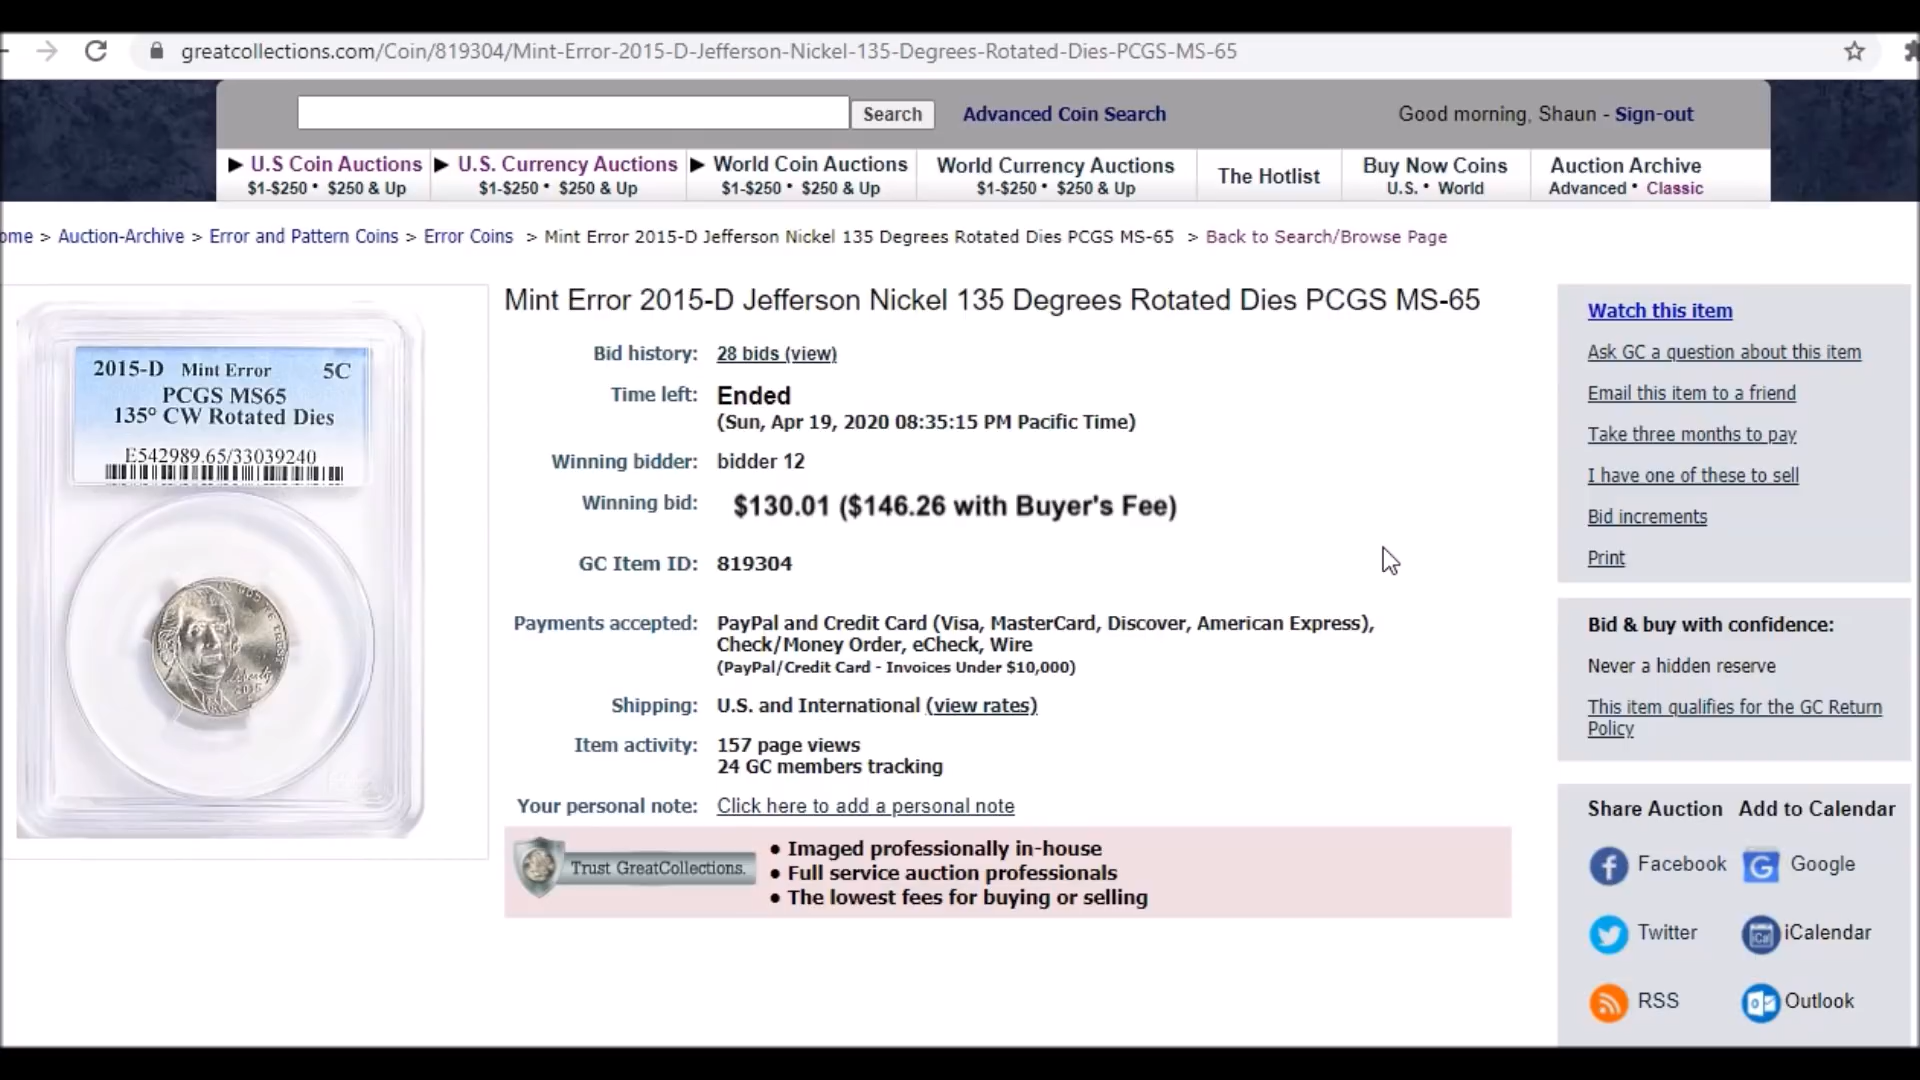 greatcollections.com/Coin/819304/Mint-Error-2015-D-Jefferson-Nickel-135-Degrees-Rotated-Dies-PCGS-MS-65
Search
Advanced Coin Search
Good morning, Shaun - Sign-out
▶ U.S Coin Auctions
$1-$250 • $250 & Up
▶ U.S. Currency Auctions
$1-$250 • $250 & Up
▶ World Coin Auctions
$1-$250 • $250 & Up
World Currency Auctions
$1-$250 • $250 & Up
The Hotlist
Buy Now Coins
U.S. • World
Auction Archive
Advanced • Classic
ome > Auction-Archive > Error and Pattern Coins > Error Coins > Mint Error 2015-D Jefferson Nickel 135 Degrees Rotated Dies PCGS MS-65 > Back to Search/Browse Page
2015-D Mint Error 5C
PCGS MS65
135° CW Rotated Dies
E542989.65/33039240
IN GOD WE TRUST
Liberty
2015
Mint Error 2015-D Jefferson Nickel 135 Degrees Rotated Dies PCGS MS-65
Bid history: 28 bids (view)
Time left: Ended
(Sun, Apr 19, 2020 08:35:15 PM Pacific Time)
Winning bidder: bidder 12
Winning bid: $130.01 ($146.26 with Buyer's Fee)
GC Item ID: 819304
Payments accepted: PayPal and Credit Card (Visa, MasterCard, Discover, American Express),
Check/Money Order, eCheck, Wire
(PayPal/Credit Card - Invoices Under $10,000)
Shipping: U.S. and International (view rates)
Item activity: 157 page views
24 GC members tracking
Your personal note: Click here to add a personal note
Trust GreatCollections.
• Imaged professionally in-house
• Full service auction professionals
• The lowest fees for buying or selling
Watch this item
Ask GC a question about this item
Email this item to a friend
Take three months to pay
I have one of these to sell
Bid increments
Print
Bid & buy with confidence:
Never a hidden reserve
This item qualifies for the GC Return
Policy
Share Auction Add to Calendar
Facebook Google
Twitter iCalendar
RSS Outlook